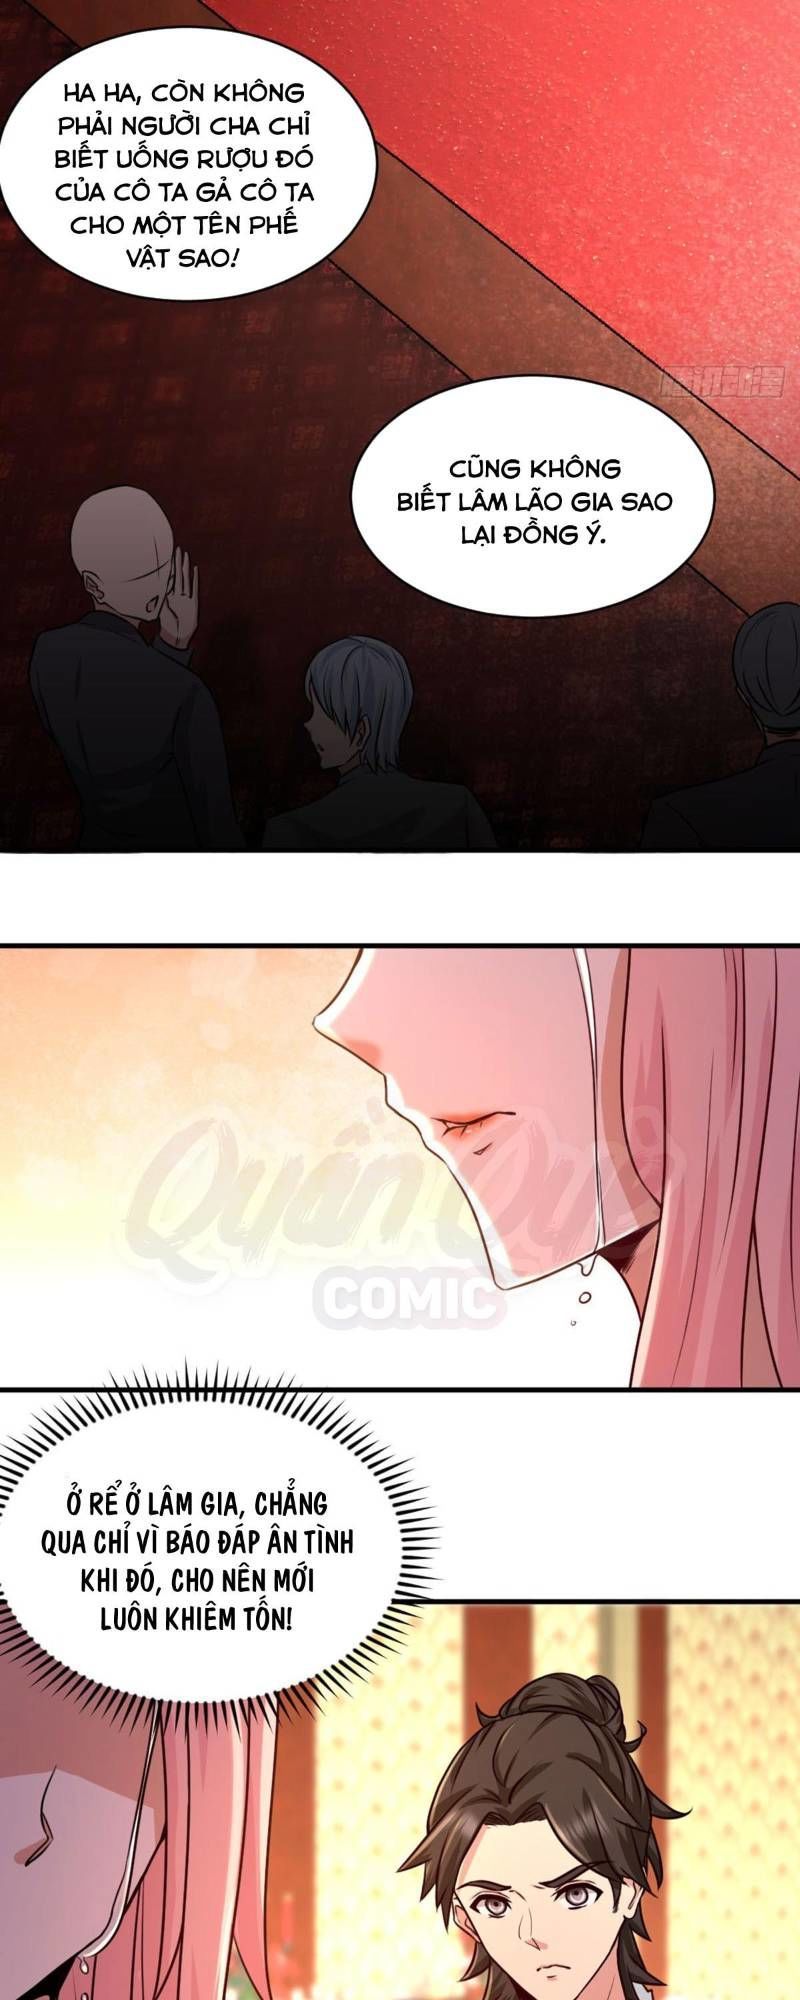 HA HA, CÒN KHÔNG
PHẢI NGƯỜI CHA CHỈ
BIẾT UỐNG RƯỢU ĐÓ
CỦA CÔ TA GẢ CÔ TA
CHO MỘT TÊN PHẾ
VẬT SAO!
CŨNG KHÔNG
BIẾT LÂM LÃO GIA SAO
LẠI ĐỒNG Ý.
COMIC
Ở RỂ Ở LÂM GIA, CHẲNG
QUA CHỈ VÌ BÁO ĐÁP ÂN TÌNH
KHI ĐÓ, CHO NÊN MỚI
LUÔN KHIÊM TỐN!